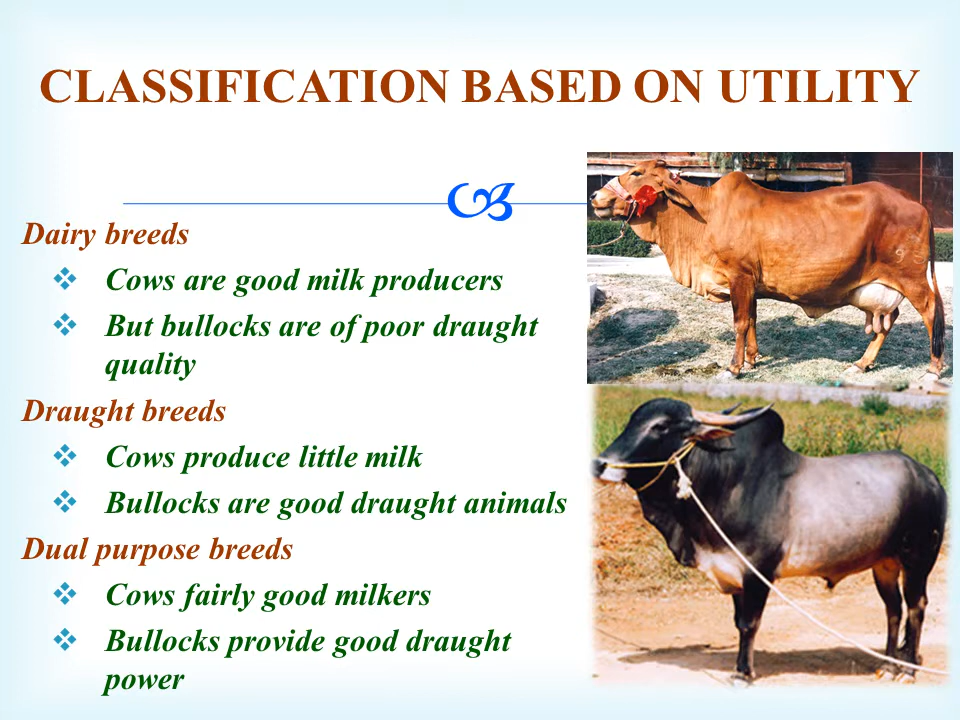 CLASSIFICATION BASED ON UTILITY
Dairy breeds
❖ Cows are good milk producers
❖ But bullocks are of poor draught
quality
Draught breeds
❖ Cows produce little milk
❖ Bullocks are good draught animals
Dual purpose breeds
❖ Cows fairly good milkers
❖ Bullocks provide good draught
power